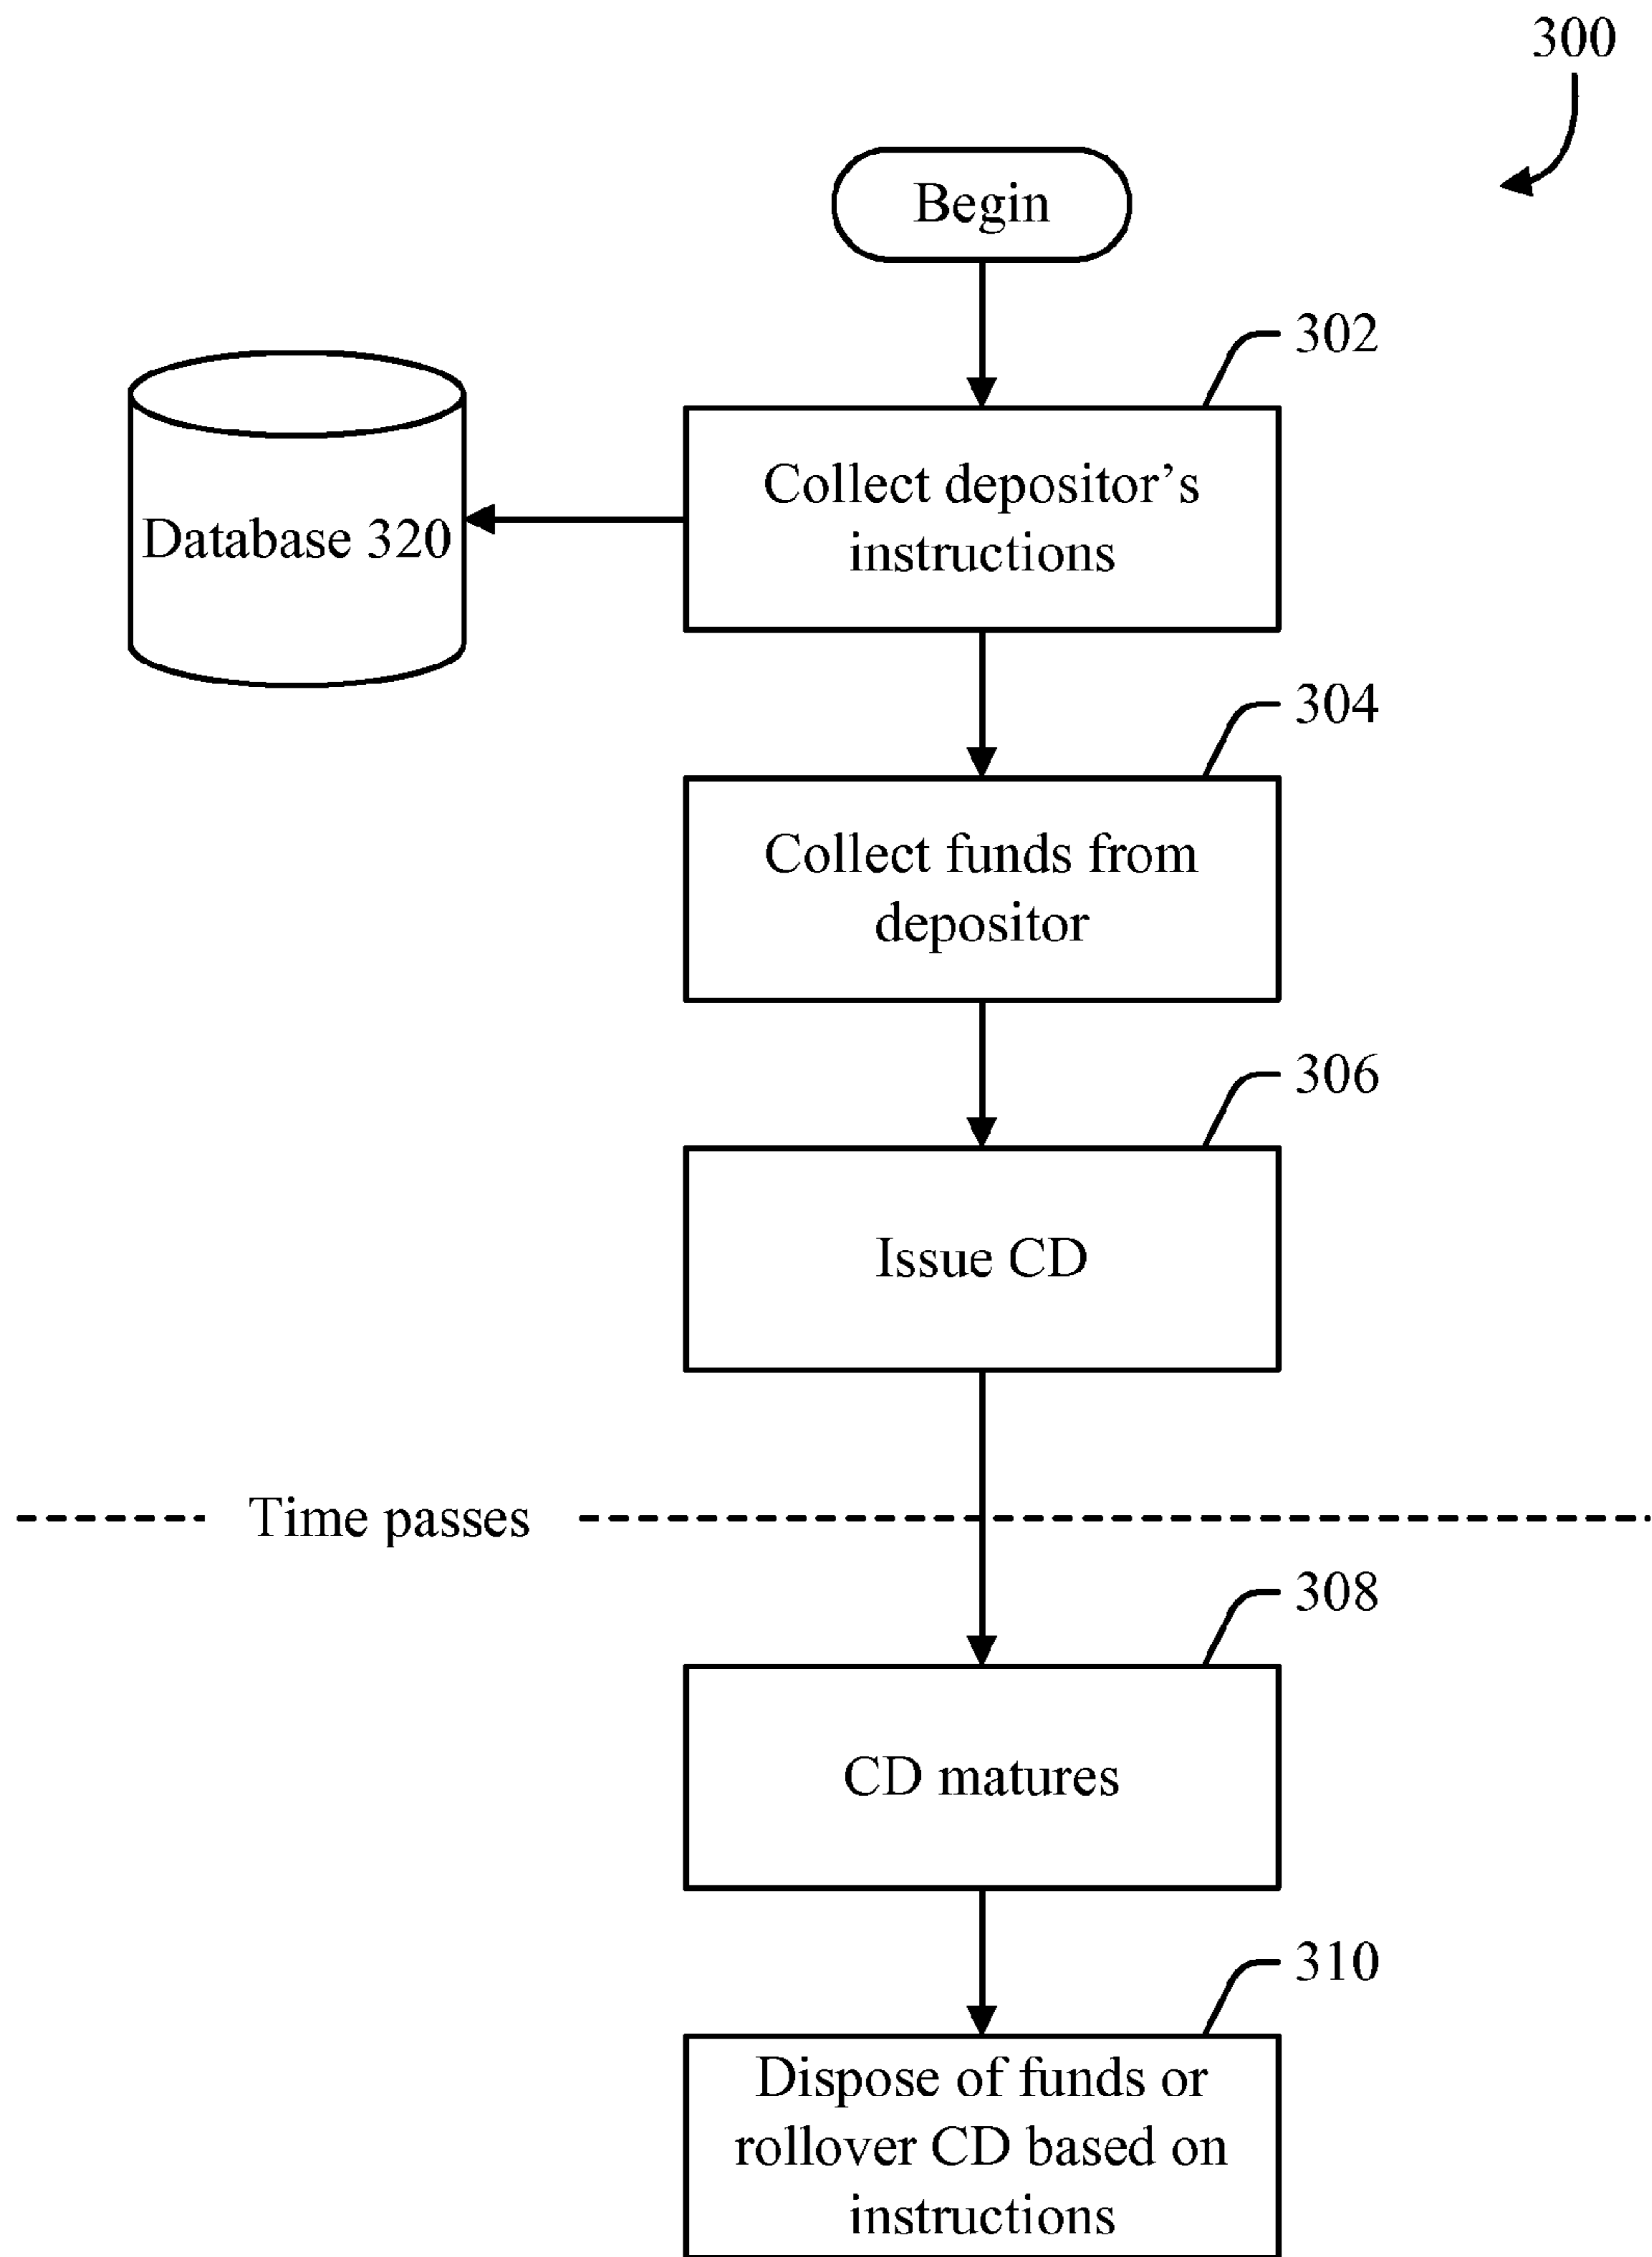 300
Begin
302
Collect depositor’s
instructions
Database 320
304
Collect funds from
depositor
306
Issue CD
Time passes
308
CD matures
310
Dispose of funds or
rollover CD based on
instructions